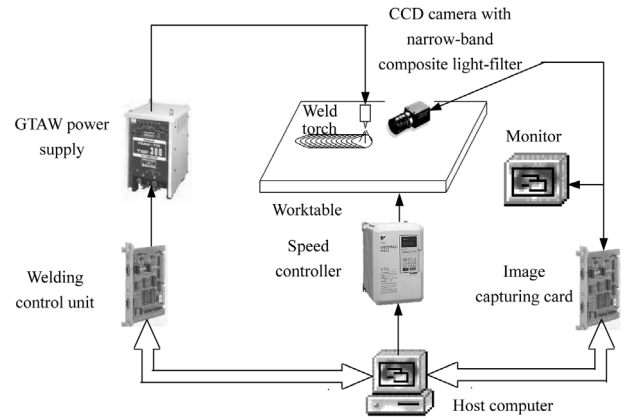 CCD camera with
narrow-band
composite light-filter
GTAW power
supply
Weld
torch
Monitor
Worktable
Speed
controller
Welding
control unit
Image
capturing card
Host computer
300